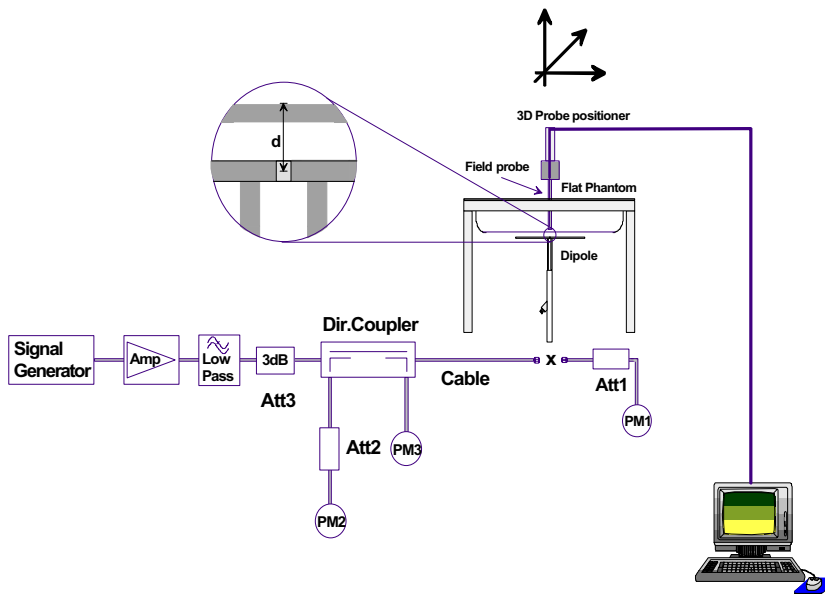 3D Probe positioner
d
Field probe
Flat Phantom
Dipole
Dir.Coupler
Signal
Generator
Amp
Low
Pass
3dB
Att3
Cable
x
Att1
PM1
Att2
PM3
PM2